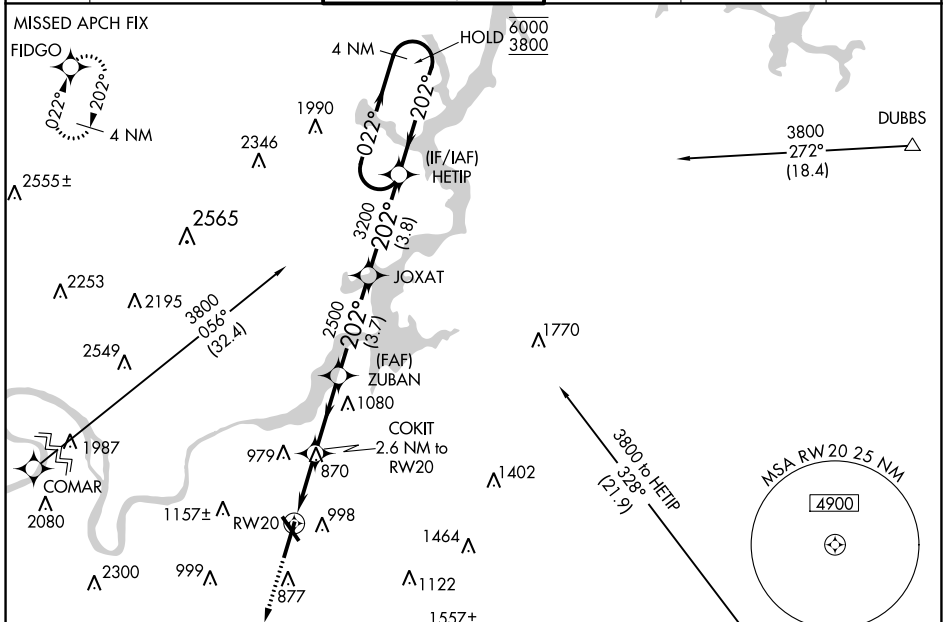 MISSED APCH FIX
FIDGO
022°
202°
4 NM
4 NM
HOLD
6000
3800
022°
202°
1990
2346
(IF/IAF)
HETIP
DUBBS
3800
272°
(18.4)
2555±
2565
3200
202°
(3.8)
JOXAT
2253
2195
3800
056°
(32.4)
2500
202°
(3.7)
1770
2549
(FAF)
ZUBAN
1080
COKIT
2.6 NM to
RW20
1987
979
870
COMAR
2080
1402
3800 to HETIP
328°
(21.9)
MSA RW20 25 NM
4900
1157±
RW20
998
1464
2300
999
877
1122
1557±